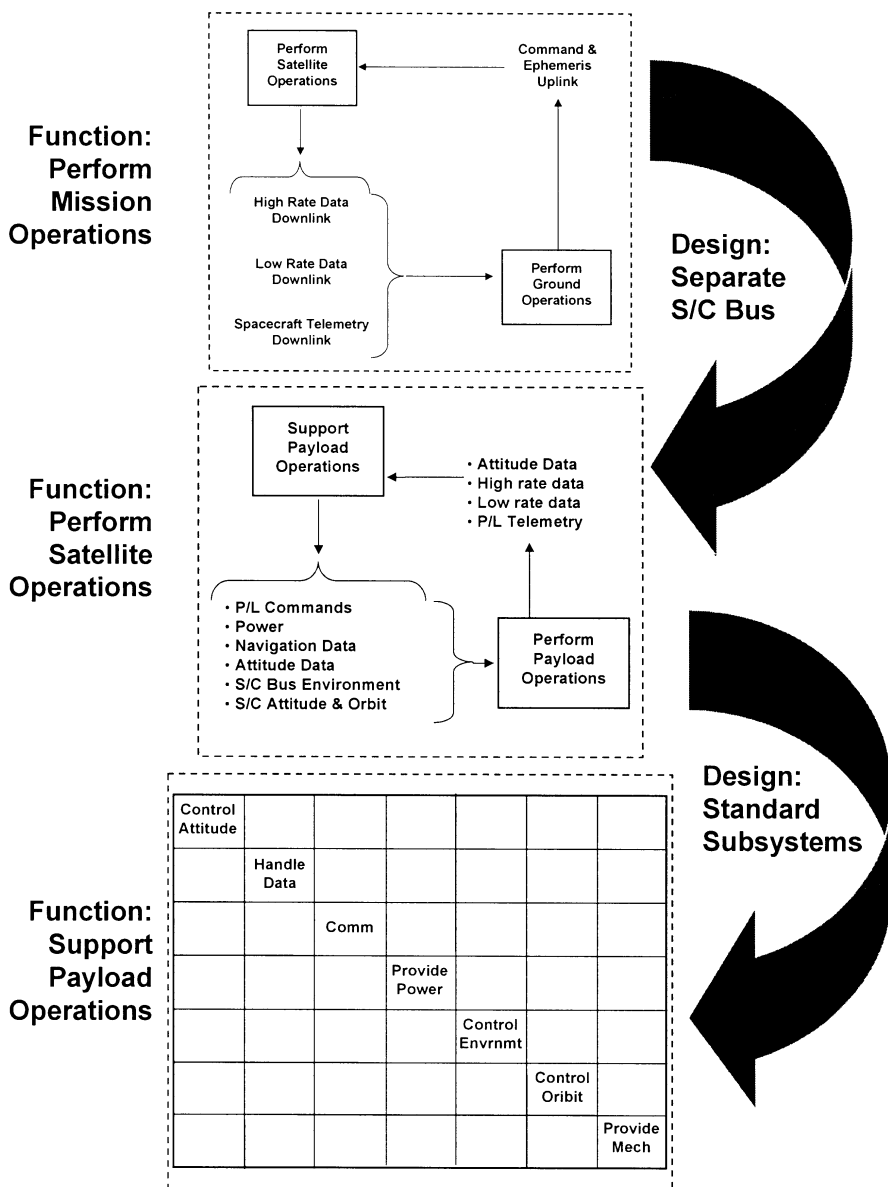 Function:
Perform
Mission
Operations
Perform
Satellite
Operations
Command &
Ephemeris
Uplink
High Rate Data
Downlink
Low Rate Data
Downlink
Spacecraft Telemetry
Downlink
Perform
Ground
Operations
Design:
Separate
S/C Bus
Function:
Perform
Satellite
Operations
Support
Payload
Operations
· Attitude Data
· High rate data
· Low rate data
· P/L Telemetry
· P/L Commands
· Power
· Navigation Data
· Attitude Data
· S/C Bus Environment
· S/C Attitude & Orbit
Perform
Payload
Operations
Design:
Standard
Subsystems
Function:
Support
Payload
Operations
Control
Attitude
Handle
Data
Comm
Provide
Power
Control
Envrnmt
Control
Oribit
Provide
Mech